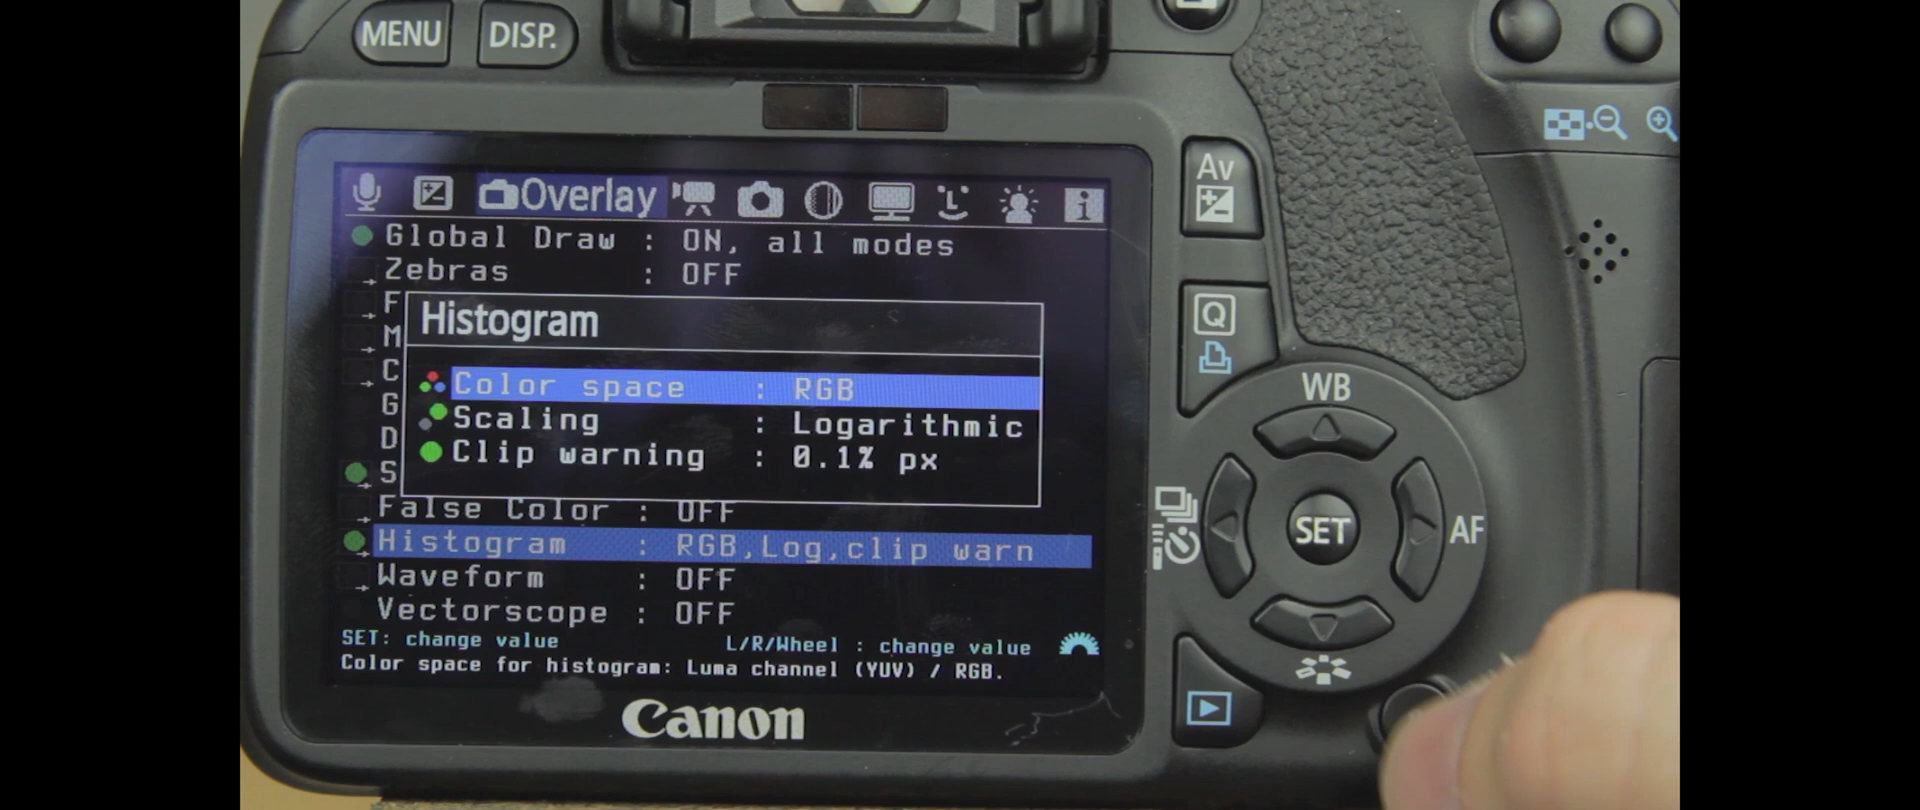 MENU DISP.
Overlay
Global Draw : ON, all modes
Zebras : OFF
F
M
C
G
D
S
Histogram
Color space : RGB
Scaling : Logarithmic
Clip warning : 0.1% px
False Color : OFF
Histogram : RGB,Log,clip warn
Waveform : OFF
Vectorscope : OFF
SET: change value L/R/Wheel : change value
Color space for histogram: Luma channel (YUV) / RGB.
Canon
Av
Q
WB
SET
AF